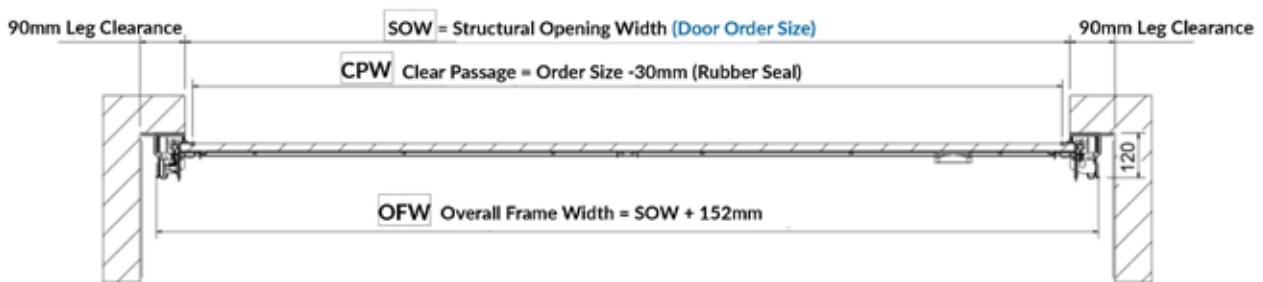 90mm Leg Clearance
SOW = Structural Opening Width (Door Order Size)
90mm Leg Clearance
CPW Clear Passage = Order Size -30mm (Rubber Seal)
120
OFW Overall Frame Width = SOW + 152mm